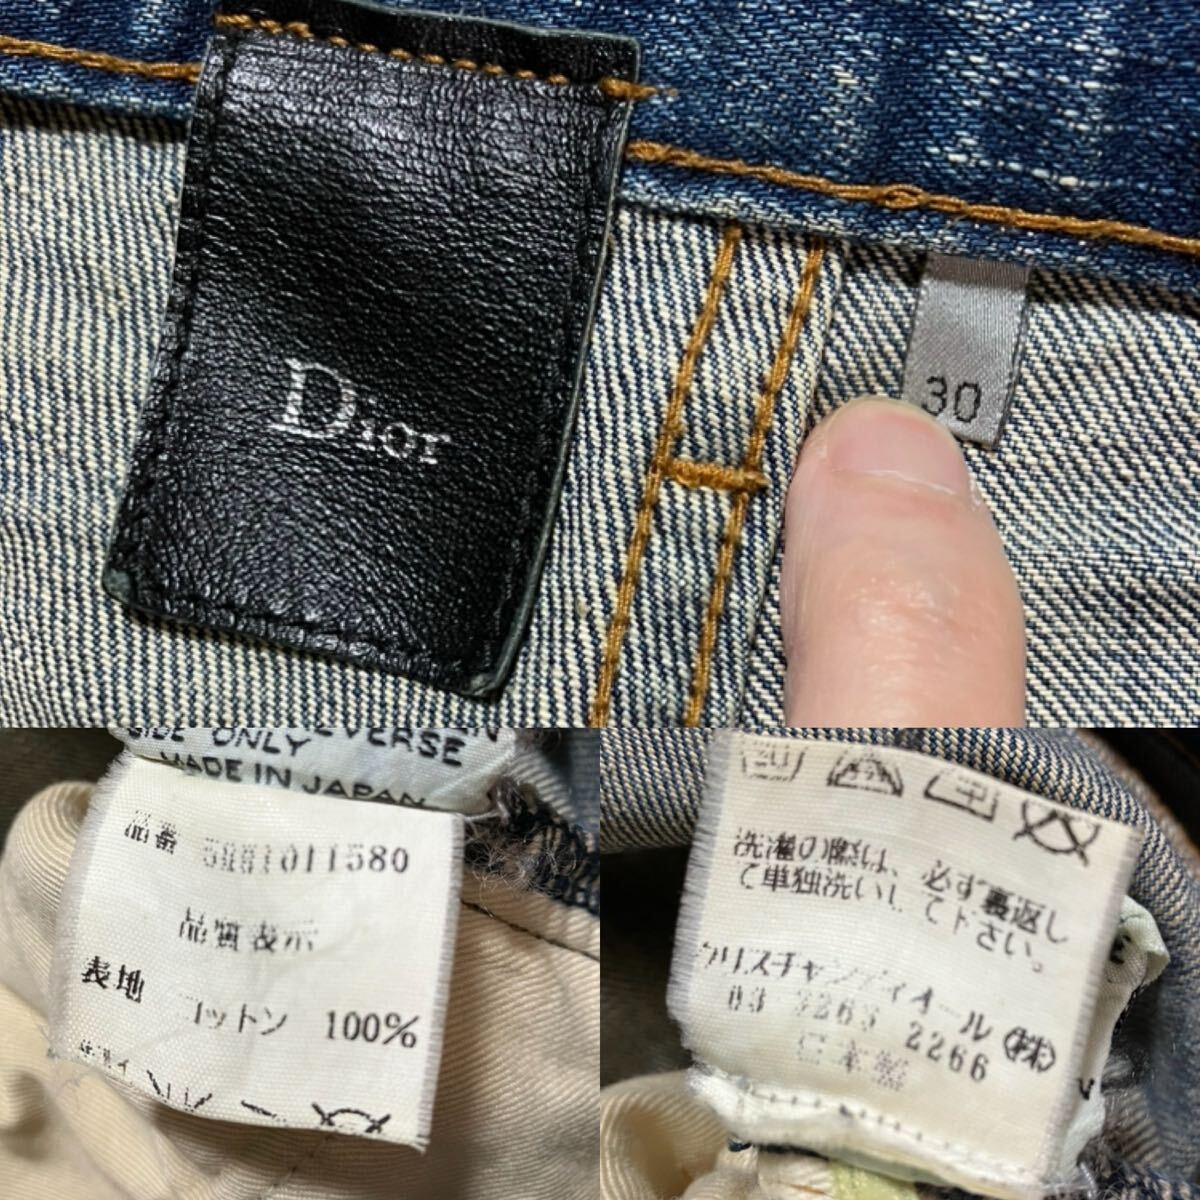 Dior
30
REVERSE
SIDE ONLY
MADE IN JAPAN
品番 5HH1011580
品質表示
表地 コットン 100%
洗濯の際は、必ず裏返し
て単独洗いして下さい。
クリスチャンディオール㈱
03 3263 2266
日本製